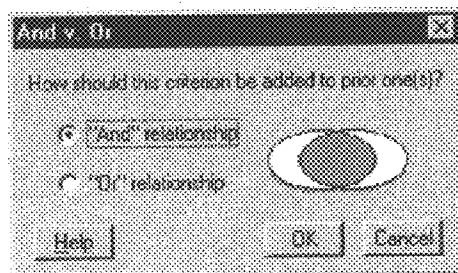 And v. Or
How should this criterion be added to prior one(s)?
"And" relationship
"Or" relationship
Help OK Cancel